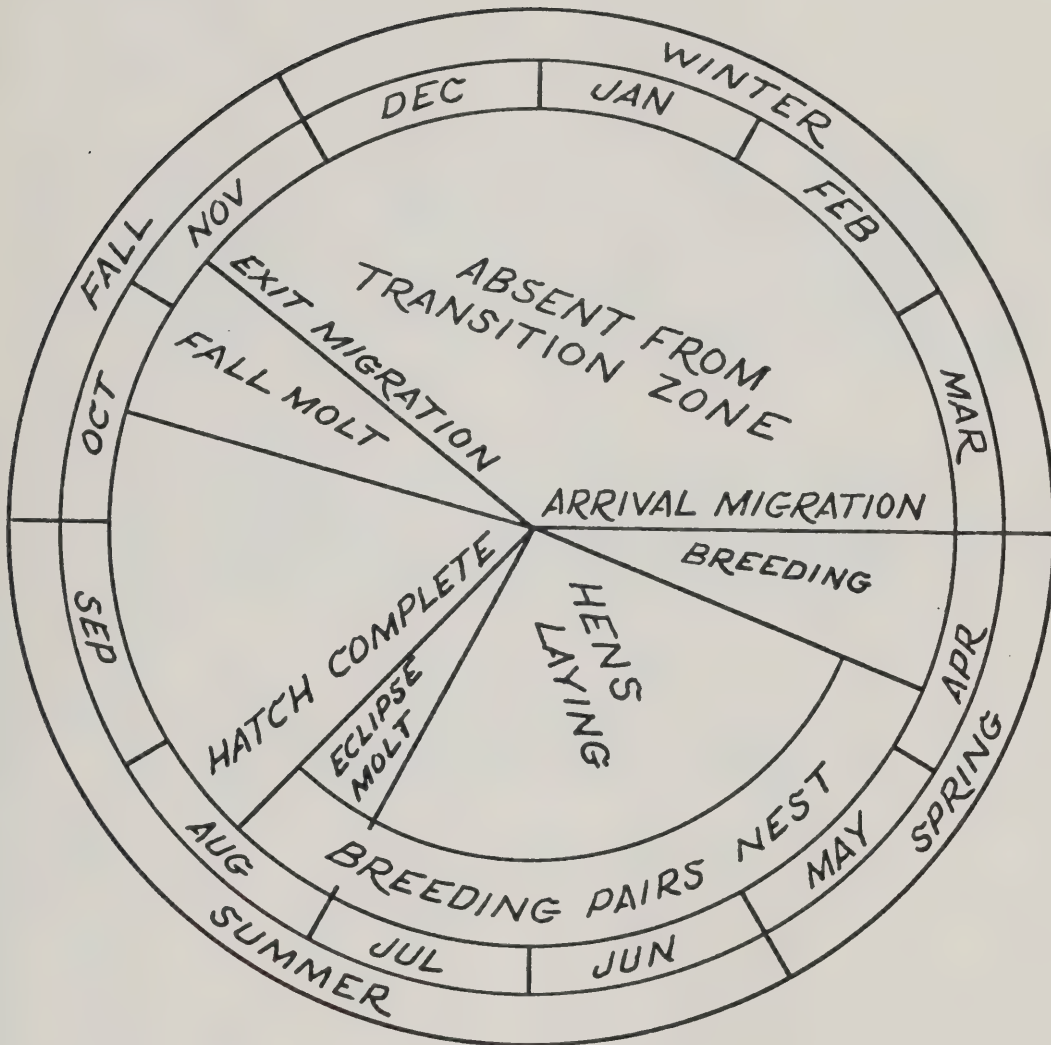 WINTER
SPRING
SUMMER
FALL
JAN
FEB
MAR
APR
MAY
JUN
JUL
AUG
SEP
OCT
NOV
DEC
ABSENT FROM
TRANSITION ZONE
ARRIVAL MIGRATION
BREEDING
HENS
LAYING
BREEDING PAIRS NEST
ECLIPSE
MOLT
HATCH COMPLETE
FALL MOLT
EXIT MIGRATION